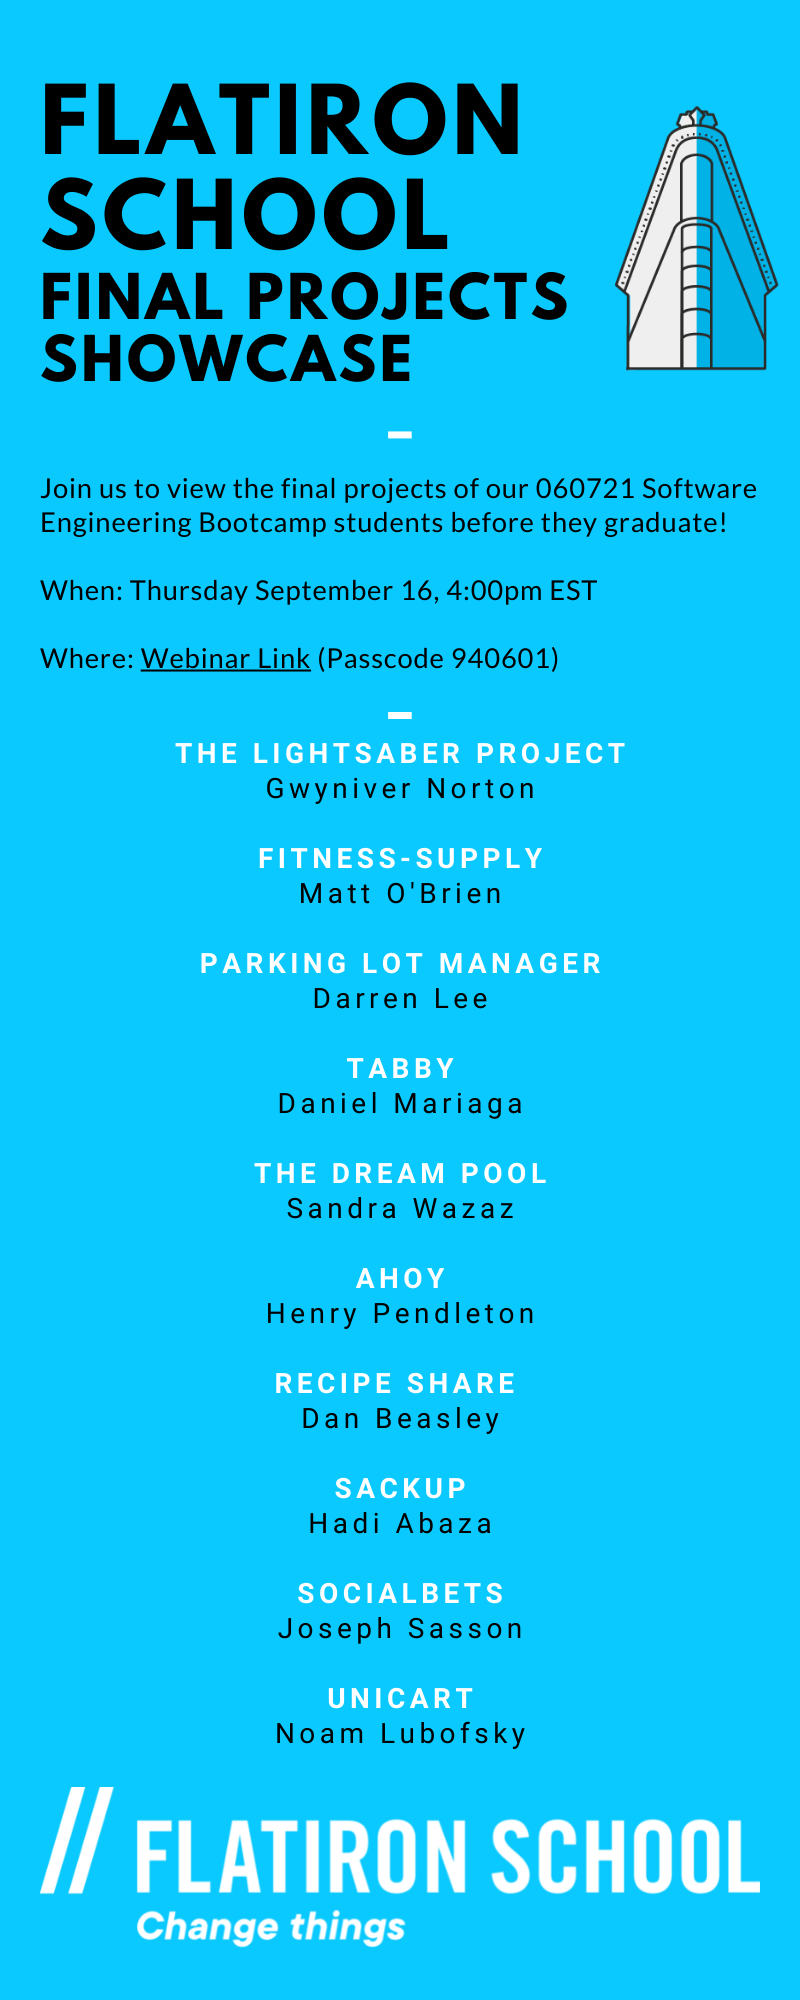 FLATIRON
SCHOOL
FINAL PROJECTS
SHOWCASE
Join us to view the final projects of our 060721 Software
Engineering Bootcamp students before they graduate!
When: Thursday September 16, 4:00pm EST
Where: Webinar Link (Passcode 940601)
THE LIGHTSABER PROJECT
Gwyniver Norton
FITNESS-SUPPLY
Matt O'Brien
PARKING LOT MANAGER
Darren Lee
TABBY
Daniel Mariaga
THE DREAM POOL
Sandra Wazaz
AHOY
Henry Pendleton
RECIPE SHARE
Dan Beasley
SACKUP
Hadi Abaza
SOCIALBETS
Joseph Sasson
UNICART
Noam Lubofsky
// FLATIRON SCHOOL
Change things